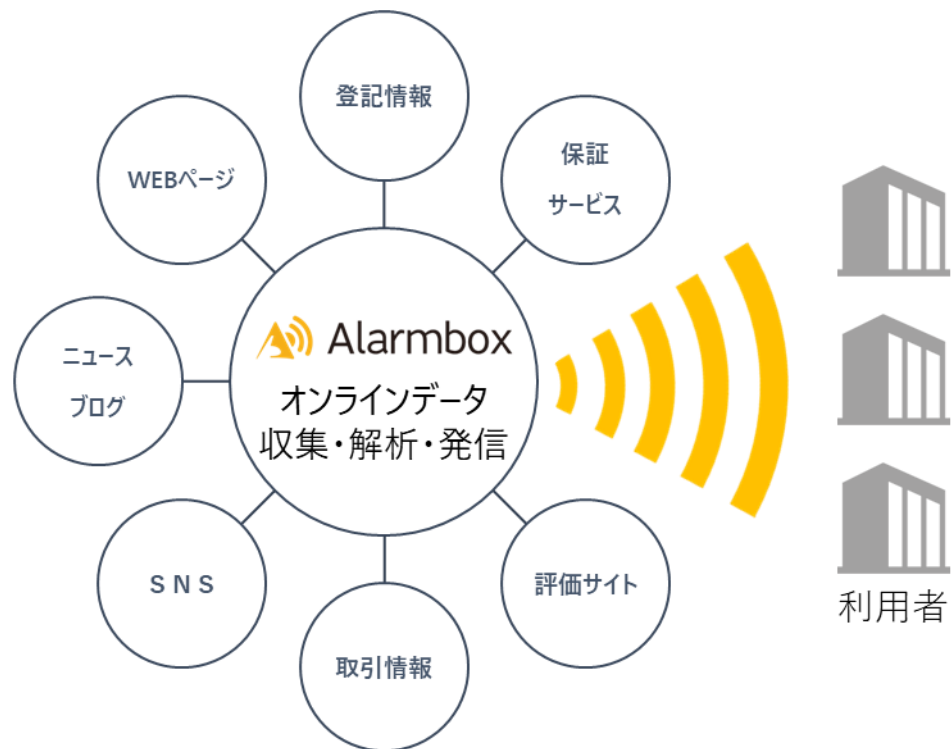 登記情報
保証
サービス
WEBページ
ニュース
ブログ
Alarmbox
オンラインデータ
収集・解析・発信
SNS
評価サイト
取引情報
利用者